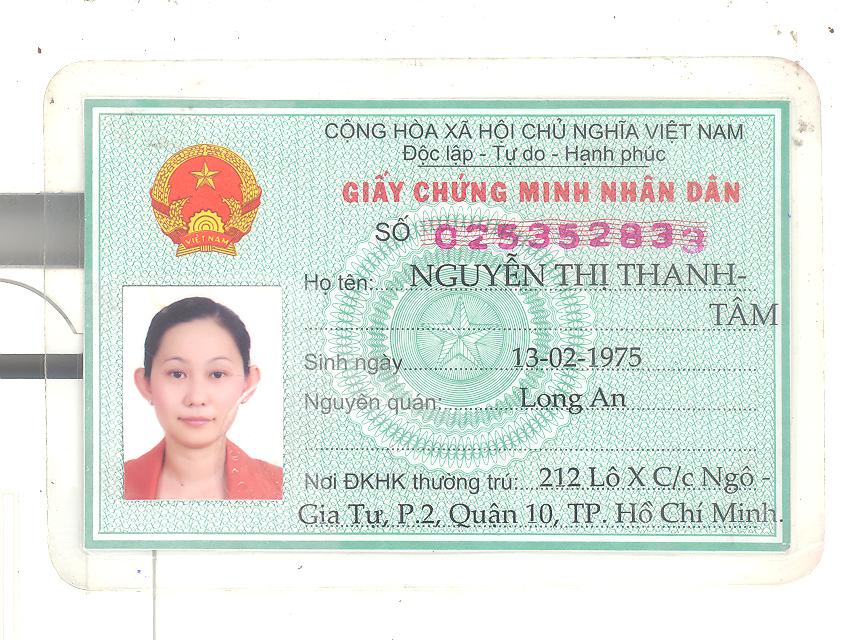 CỘNG HÒA XÃ HỘI CHỦ NGHĨA VIỆT NAM
Độc lập - Tự do - Hạnh phúc
GIẤY CHỨNG MINH NHÂN DÂN
SỐ 025352833
VIỆT NAM
Họ tên: NGUYỄN THỊ THANH-
TÂM
Sinh ngày 13-02-1975
Nguyên quán: Long An
Nơi ĐKHK thường trú: 212 Lô X C/c Ngô -
Gia Tự, P.2, Quận 10, TP. Hồ Chí Minh.